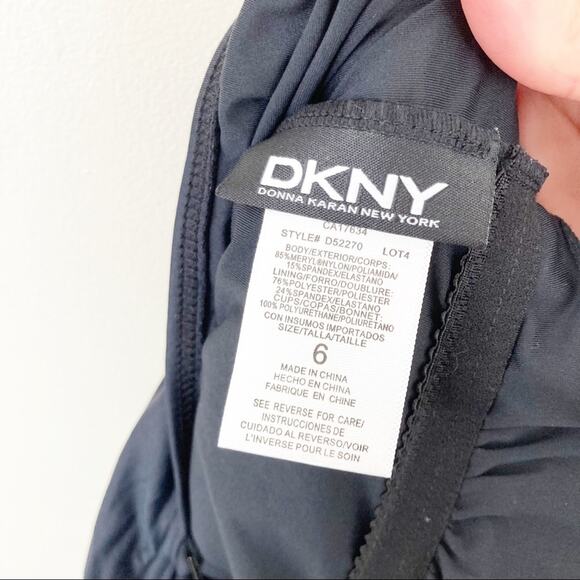 DKNY
DONNA KARAN NEW YORK
CA17634
STYLE# D52270 LOT4
BODY/EXTERIOR/CORPS:
85%MERYL®NYLON/POLIAMIDA/
15%SPANDEX/ELASTANO
LINING/FORRO/DOUBLURE:
76%POLYESTER/POLIESTER
24%SPANDEX/ELASTANO
CUPS/COPAS/BONNET:
100%POLYURETHANE/POLIURETANO
CON INSUMOS IMPORTADOS
SIZE/TALLA/TAILLE
6
MADE IN CHINA
HECHO EN CHINA
FABRIQUE EN CHINE
SEE REVERSE FOR CARE/
INSTRUCCIONES DE
CUIDADO AL REVERSO/VOIR
L'INVERSE POUR LE SOIN